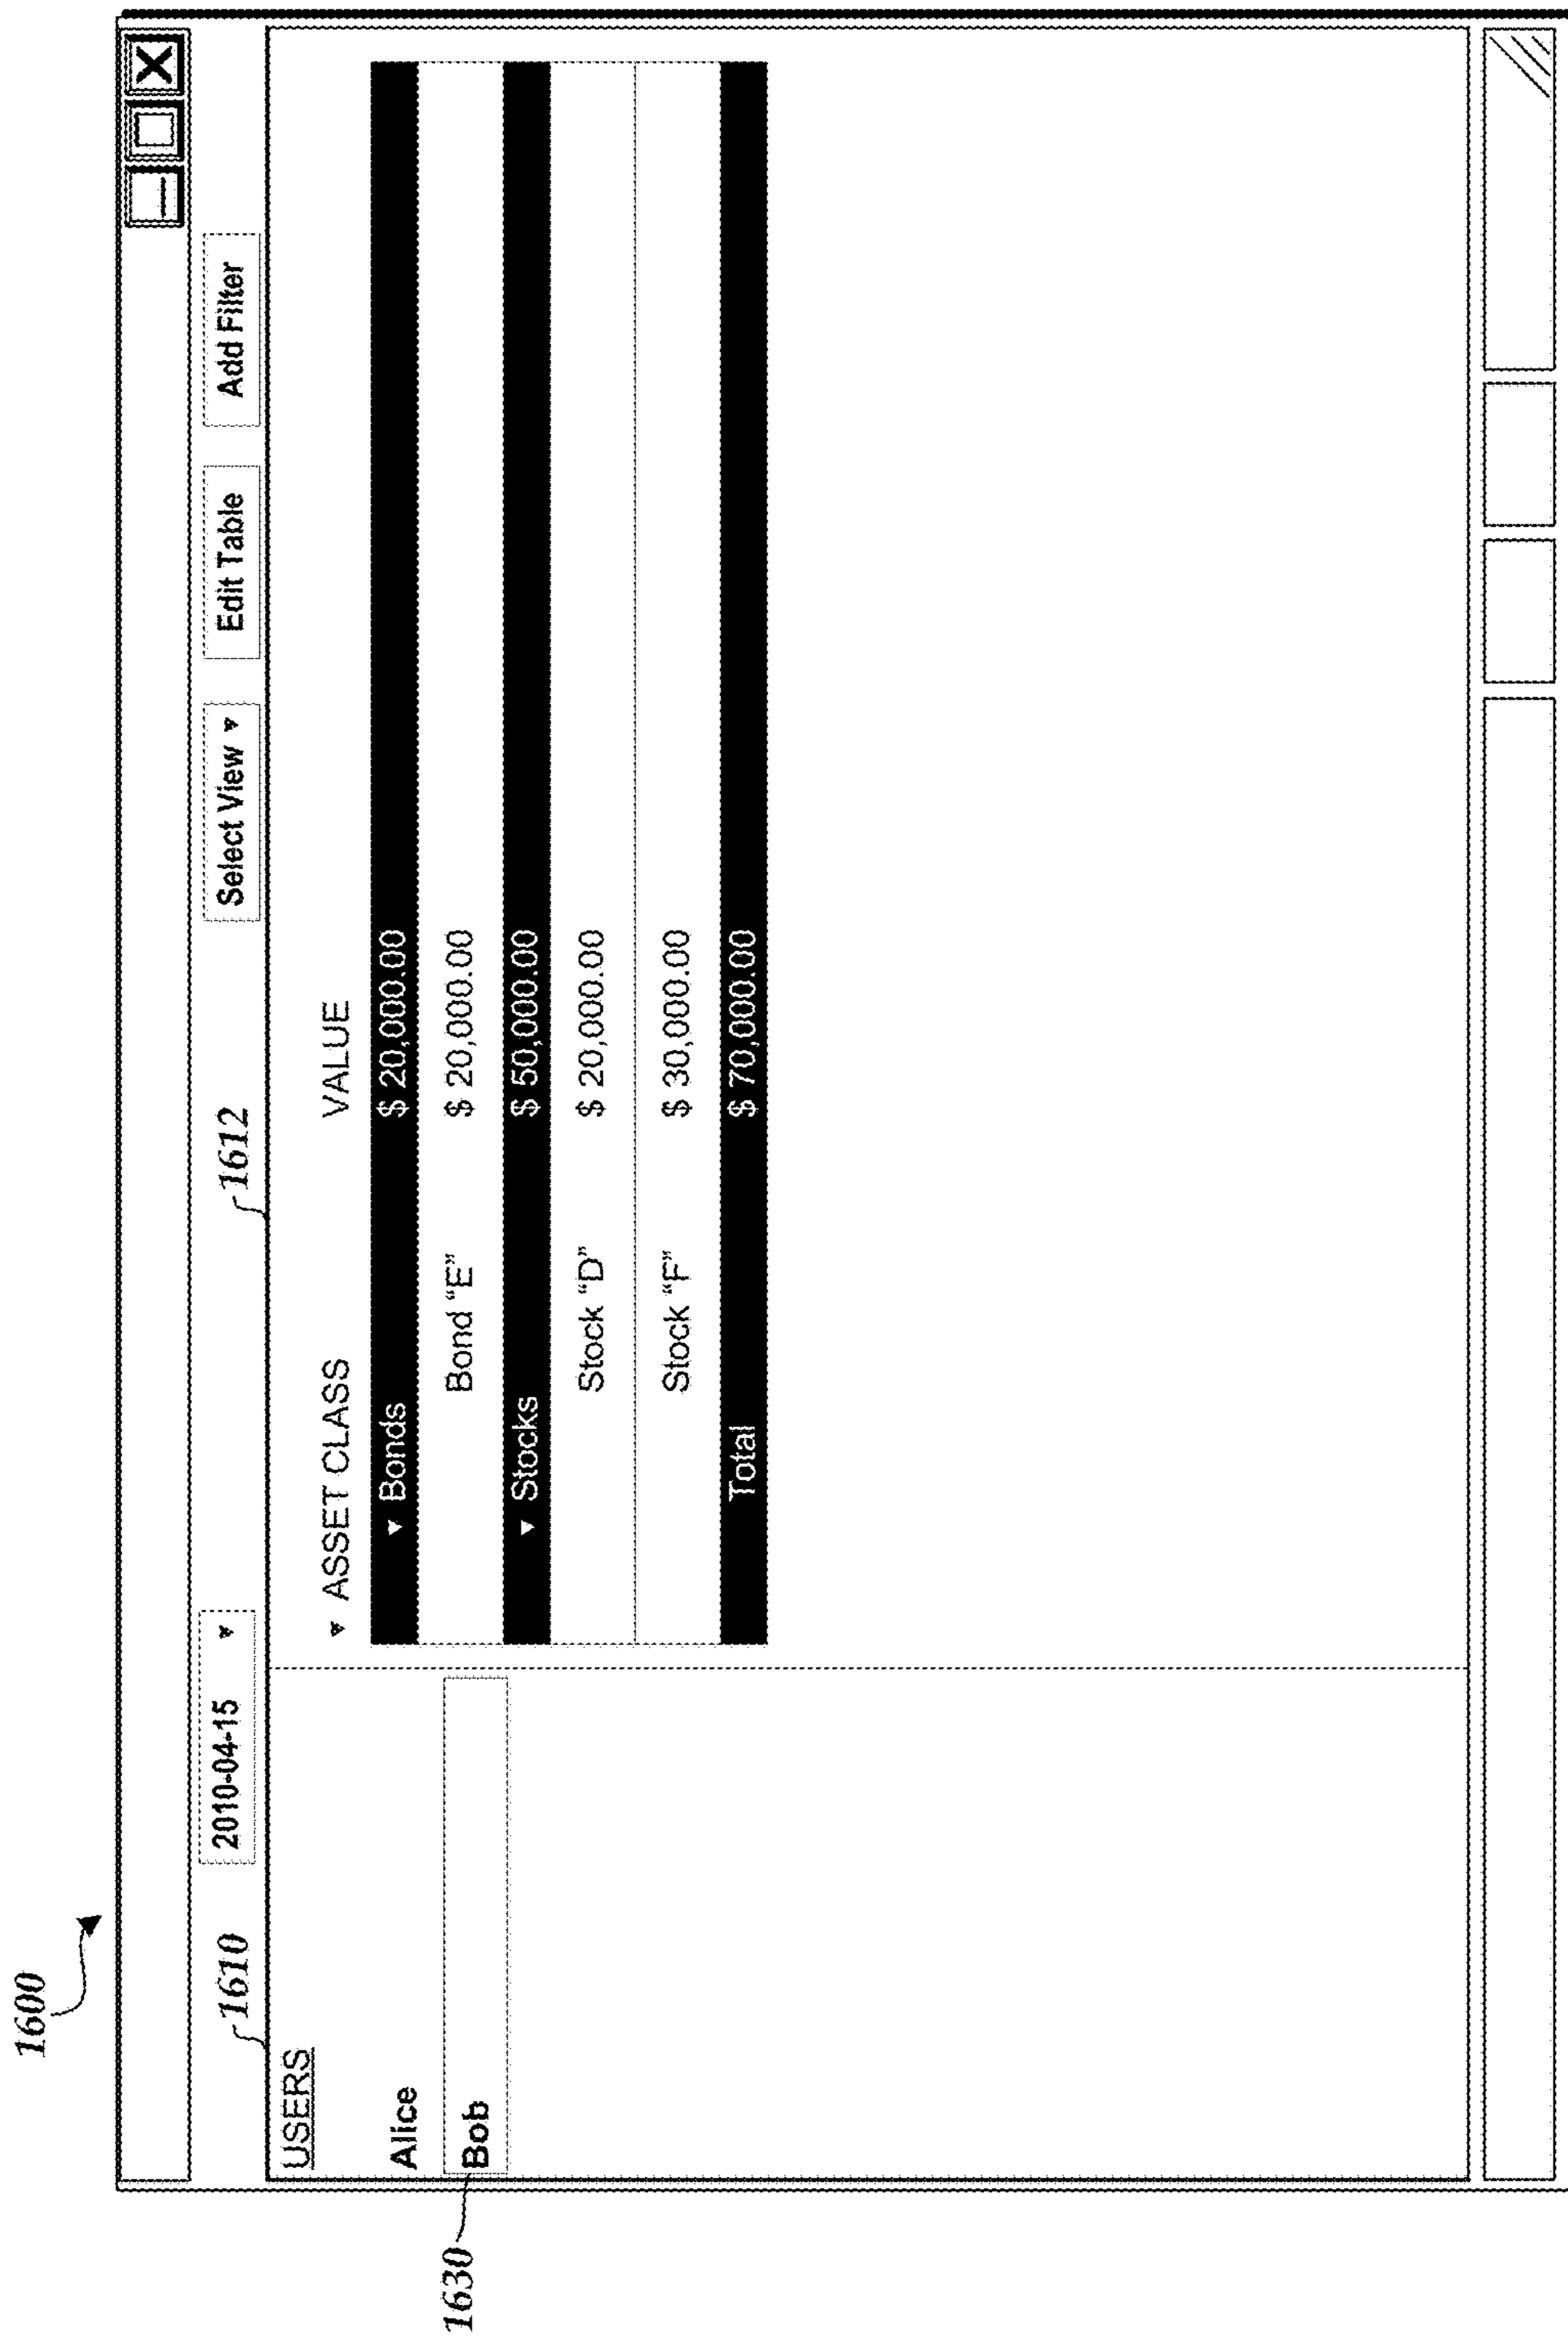 1600
1610
2010-04-15 ▼
1612
Select View ▼
Edit Table
Add Filter
USERS
Alice
1630
Bob
▼ ASSET CLASS VALUE
▼ Bonds $ 20,000.00
Bond “E” $ 20,000.00
▼ Stocks $ 50,000.00
Stock “D” $ 20,000.00
Stock “F” $ 30,000.00
Total $ 70,000.00